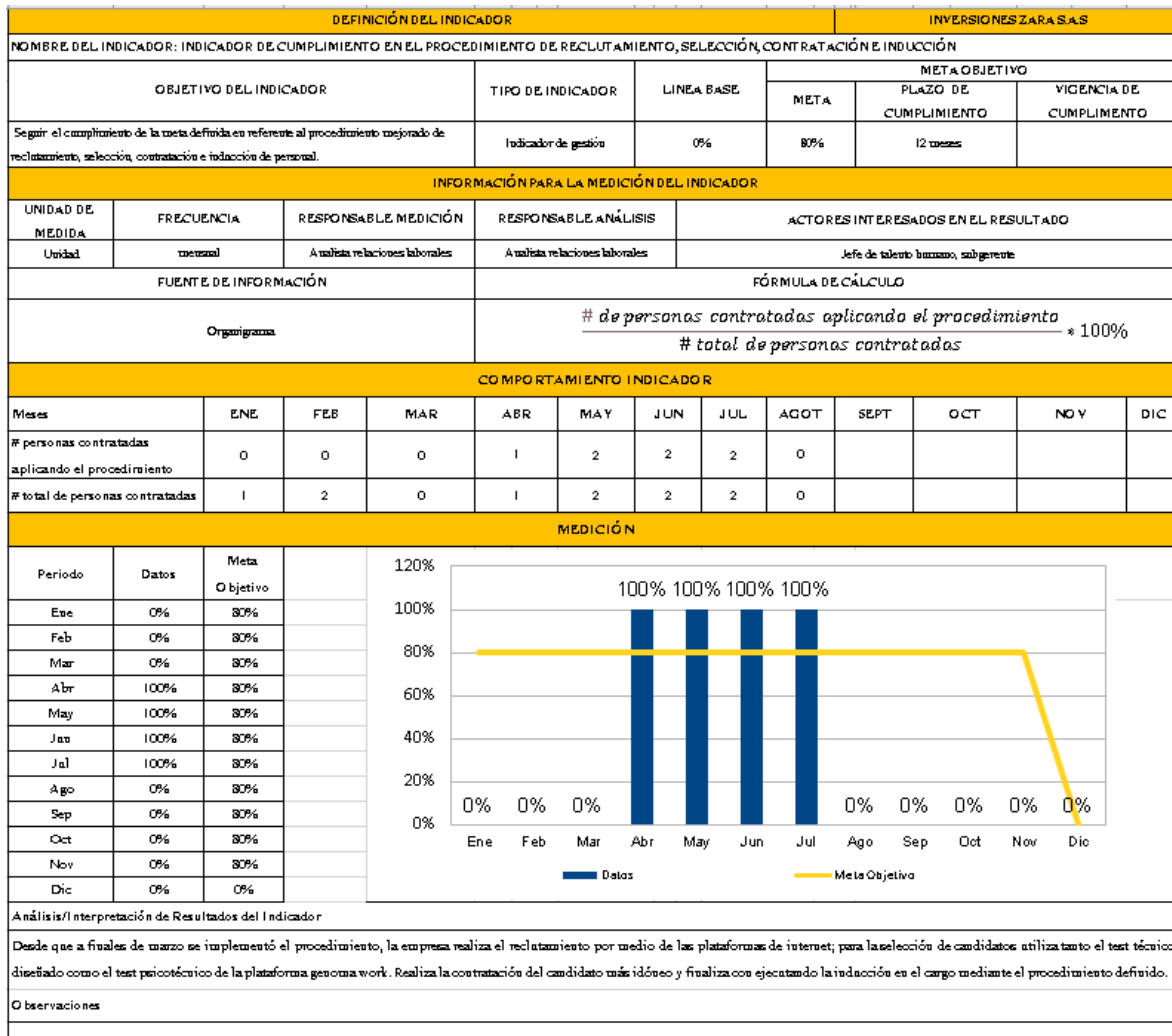 DEFINICIÓN DEL INDICADOR INVERSIONES ZARA S.A.S
NOMBRE DEL INDICADOR: INDICADOR DE CUMPLIMIENTO EN EL PROCEDIMIENTO DE RECLUTAMIENTO, SELECCIÓN, CONTRATACIÓN E INDUCCIÓN
OBJETIVO DEL INDICADOR TIPO DE INDICADOR LINEA BASE META OBJETIVO
META PLAZO DE CUMPLIMIENTO VIGENCIA DE CUMPLIMENTO
Seguir el cumplimiento de la meta definida en referente al procedimiento mejorado de
reclutamiento, selección, contratación e inducción de personal.
Indicador de gestión 0% 80% 12 meses
INFORMACIÓN PARA LA MEDICIÓN DEL INDICADOR
UNIDAD DE MEDIDA FRECUENCIA RESPONSABLE MEDICIÓN RESPONSABLE ANÁLISIS ACTORES INTERESADOS EN EL RESULTADO
Unidad mensual Analista relaciones laborales Analista relaciones laborales Jefe de talento humano, subgerente
FUENTE DE INFORMACIÓN FÓRMULA DE CÁLCULO
Organigrama
# de personas contratadas aplicando el procedimiento
# total de personas contratadas
* 100%
COMPORTAMIENTO INDICADOR
Meses ENE FEB MAR ABR MAY JUN JUL AGOT SEPT OCT NOV DIC
# personas contratadas
aplicando el procedimiento 0 0 0 1 2 2 2 0
# total de personas contratadas 1 2 0 1 2 2 2 0
MEDICIÓN
Periodo Datos Meta Objetivo
Ene 0% 80%
Feb 0% 80%
Mar 0% 80%
Abr 100% 80%
May 100% 80%
Jun 100% 80%
Jul 100% 80%
Ago 0% 80%
Sep 0% 80%
Oct 0% 80%
Nov 0% 80%
Dic 0% 0%
120%
100%
80%
60%
40%
20%
0%
0% 0% 0% 100% 100% 100% 100% 0% 0% 0% 0% 0%
Ene Feb Mar Abr May Jun Jul Ago Sep Oct Nov Dic
Datos Meta Objetivo
Análisis/Interpretación de Resultados del Indicador
Desde que a finales de marzo se implementó el procedimiento, la empresa realiza el reclutamiento por medio de las plataformas de internet; para la selección de candidatos utiliza tanto el test técnico
diseñado como el test psicotécnico de la plataforma genoma work. Realiza la contratación del candidato más idóneo y finaliza con ejecutando la inducción en el cargo mediante el procedimiento definido.
Observaciones